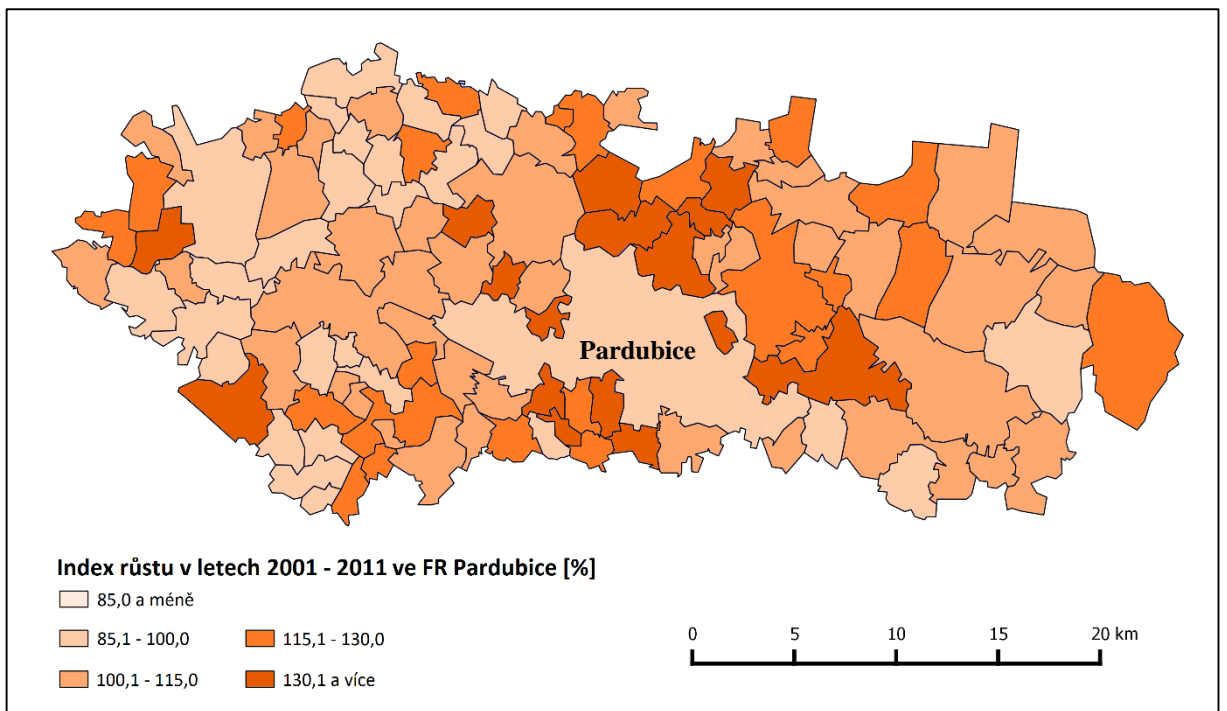 Pardubice
Index růstu v letech 2001 - 2011 ve FR Pardubice [%]
85,0 a méně
85,1 - 100,0
100,1 - 115,0
115,1 - 130,0
130,1 a více
0 5 10 15 20 km